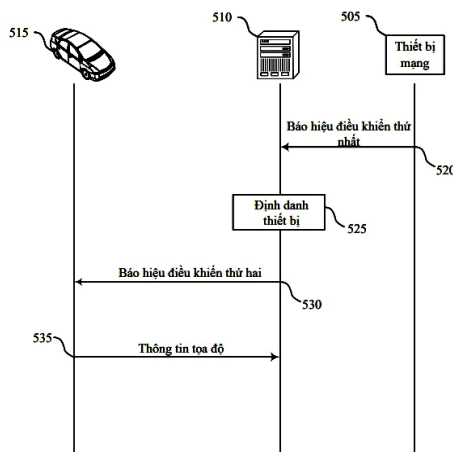 515
510
505
Thiết bị
mạng
Báo hiệu điều khiển thứ
nhất
520
Định danh
thiết bị
525
Báo hiệu điều khiển thứ hai
530
535
Thông tin tọa độ